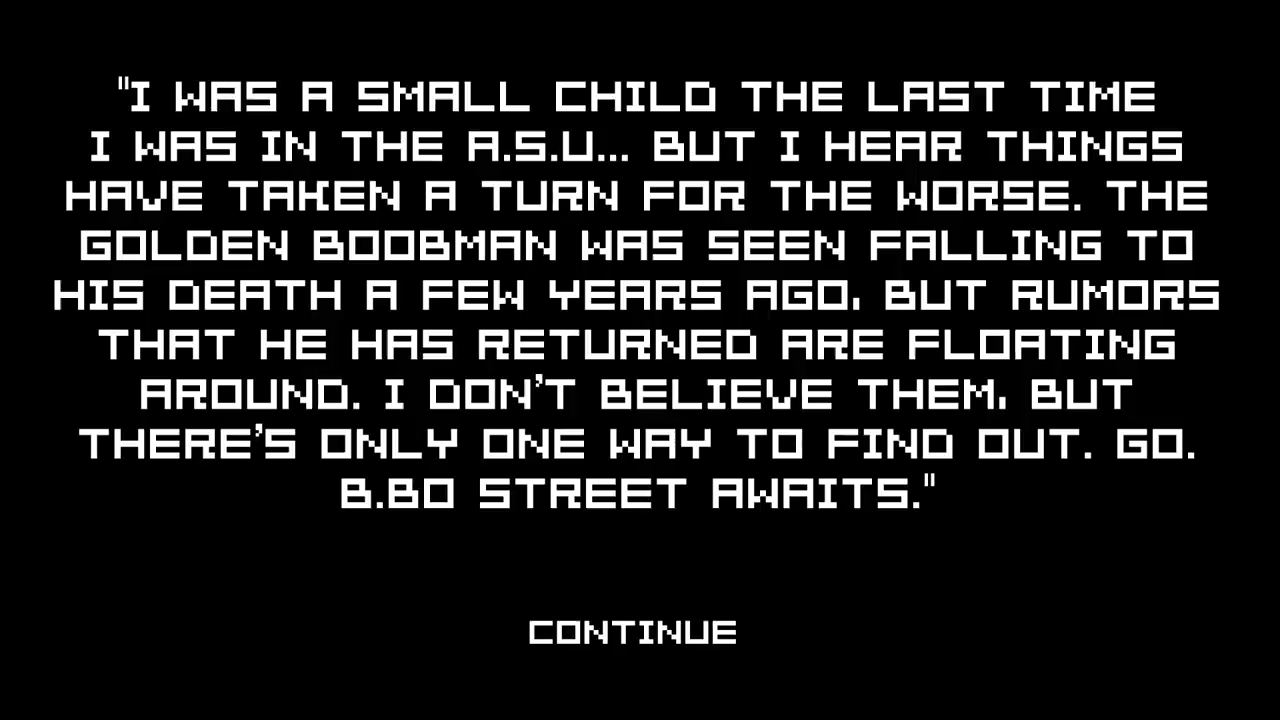 "I WAS A SMALL CHILD THE LAST TIME
I WAS IN THE A.S.U... BUT I HEAR THINGS
HAVE TAKEN A TURN FOR THE WORSE. THE
GOLDEN BOOBMAN WAS SEEN FALLING TO
HIS DEATH A FEW YEARS AGO, BUT RUMORS
THAT HE HAS RETURNED ARE FLOATING
AROUND. I DON'T BELIEVE THEM, BUT
THERE'S ONLY ONE WAY TO FIND OUT. GO.
B.BO STREET AWAITS."
CONTINUE